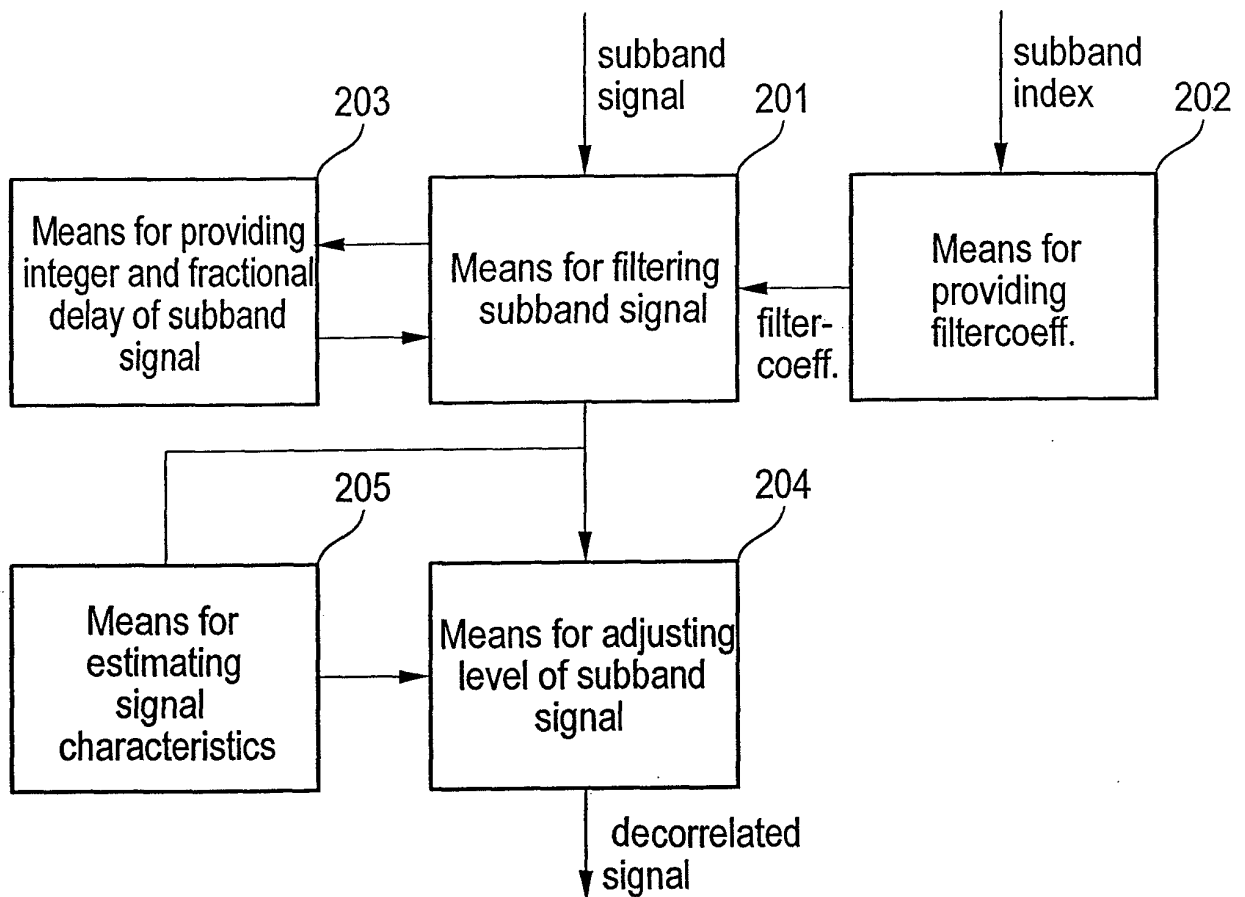 subband
signal
subband
index
203
201
202
Means for providing
integer and fractional
delay of subband
signal
Means for filtering
subband signal
Means for
providing
filtercoeff.
filter-
coeff.
205
204
Means for
estimating
signal
characteristics
Means for adjusting
level of subband
signal
decorrelated
signal